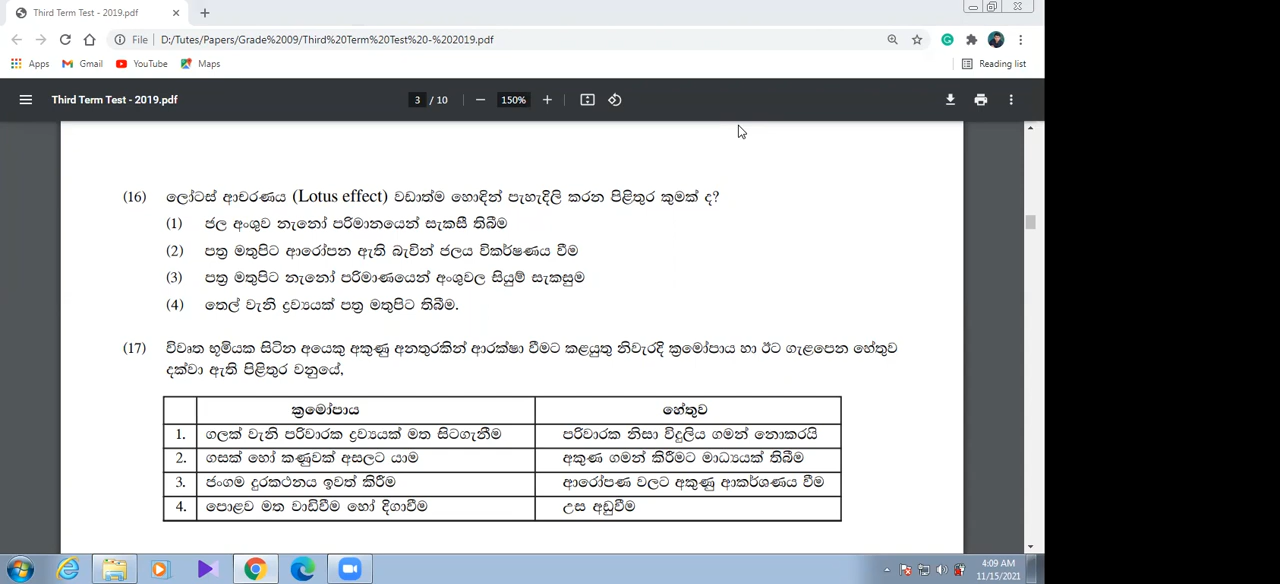 Third Term Test - 2019.pdf
File D:/Tutes/Papers/Grade%20009/Third%20Term%20Test%20-%202019.pdf
Apps Gmail YouTube Maps Reading list
Third Term Test - 2019.pdf 3 / 10 150%
(16) ලෝටස් ආචරණය (Lotus effect) වඩාත්ම හොඳින් පැහැදිලි කරන පිළිතුර කුමක් ද?
(1) ජල අංශුව නැනෝ පරිමානයෙන් සැකසී තිබීම
(2) පත්‍ර මතුපිට ආරෝපන ඇති බැවින් ජලය විකර්ෂණය වීම
(3) පත්‍ර මතුපිට නැනෝ පරිමාණයෙන් අංශුවල සියුම් සැකසුම
(4) තෙල් වැනි ද්‍රව්‍යයක් පත්‍ර මතුපිට තිබීම.
(17) විවෘත භූමියක සිටින අයෙකු අකුණු අනතුරකින් ආරක්ෂා වීමට කළයුතු නිවැරදි ක්‍රමෝපාය හා ඊට ගැළපෙන හේතුව
දක්වා ඇති පිළිතුර වනුයේ,
ක්‍රමෝපාය හේතුව
1. ගලක් වැනි පරිවාරක ද්‍රව්‍යයක් මත සිටගැනීම පරිවාරක නිසා විදුලිය ගමන් නොකරයි
2. ගසක් හෝ කණුවක් අසලට යාම අකුණ ගමන් කිරීමට මාධ්‍යයක් තිබීම
3. ජංගම දුරකථනය ඉවත් කිරීම ආරෝපණ වලට අකුණු ආකර්ශණය වීම
4. පොළව මත වාඩිවීම හෝ දිගාවීම උස අඩුවීම
4:09 AM
11/15/2021